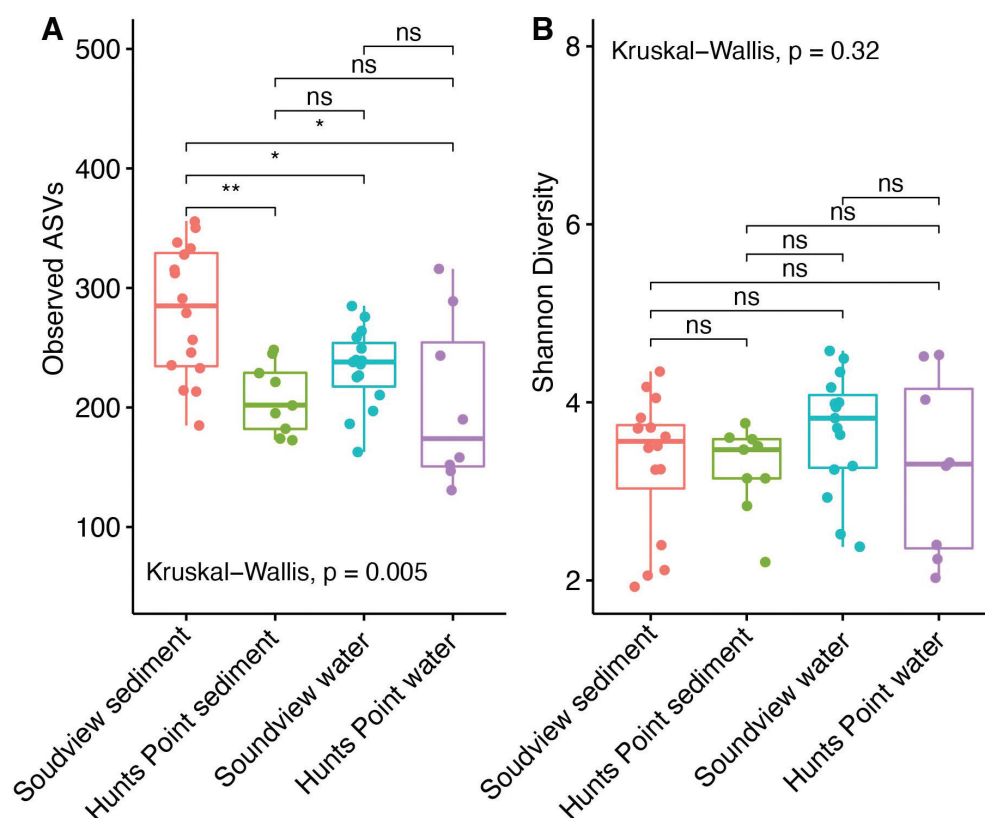 A
500
400
300
200
100
Observed ASVs
ns
ns
ns
*
*
**
Kruskal–Wallis, p = 0.005
Soudview sediment
Hunts Point sediment
Soundview water
Hunts Point water
B
8
6
4
2
Shannon Diversity
Kruskal–Wallis, p = 0.32
ns
ns
ns
ns
ns
ns
Soudview sediment
Hunts Point sediment
Soundview water
Hunts Point water